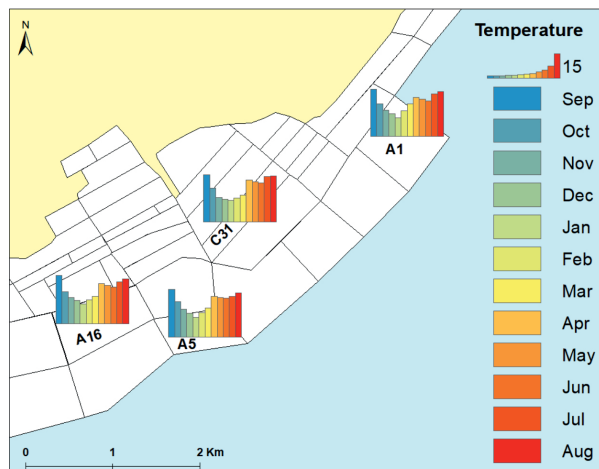 N
Temperature
15
Sep
Oct
Nov
Dec
Jan
Feb
Mar
Apr
May
Jun
Jul
Aug
A1
C31
A16
A5
0 1 2 Km